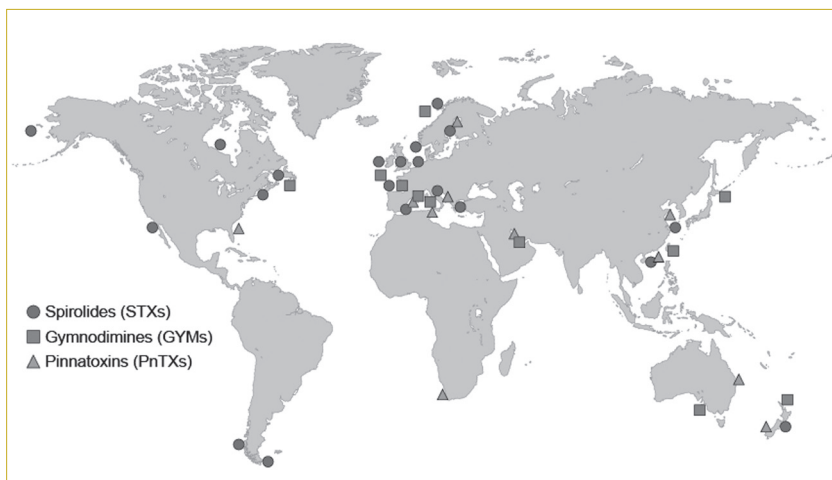 Spirolides (STXs)
Gymnodimines (GYMs)
Pinnatoxins (PnTXs)